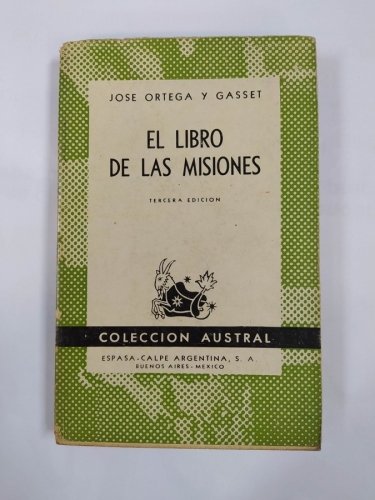 JOSE ORTEGA Y GASSET
EL LIBRO
DE LAS MISIONES
TERCERA EDICION
COLECCION AUSTRAL
ESPASA-CALPE ARGENTINA, S. A.
BUENOS AIRES - MEXICO